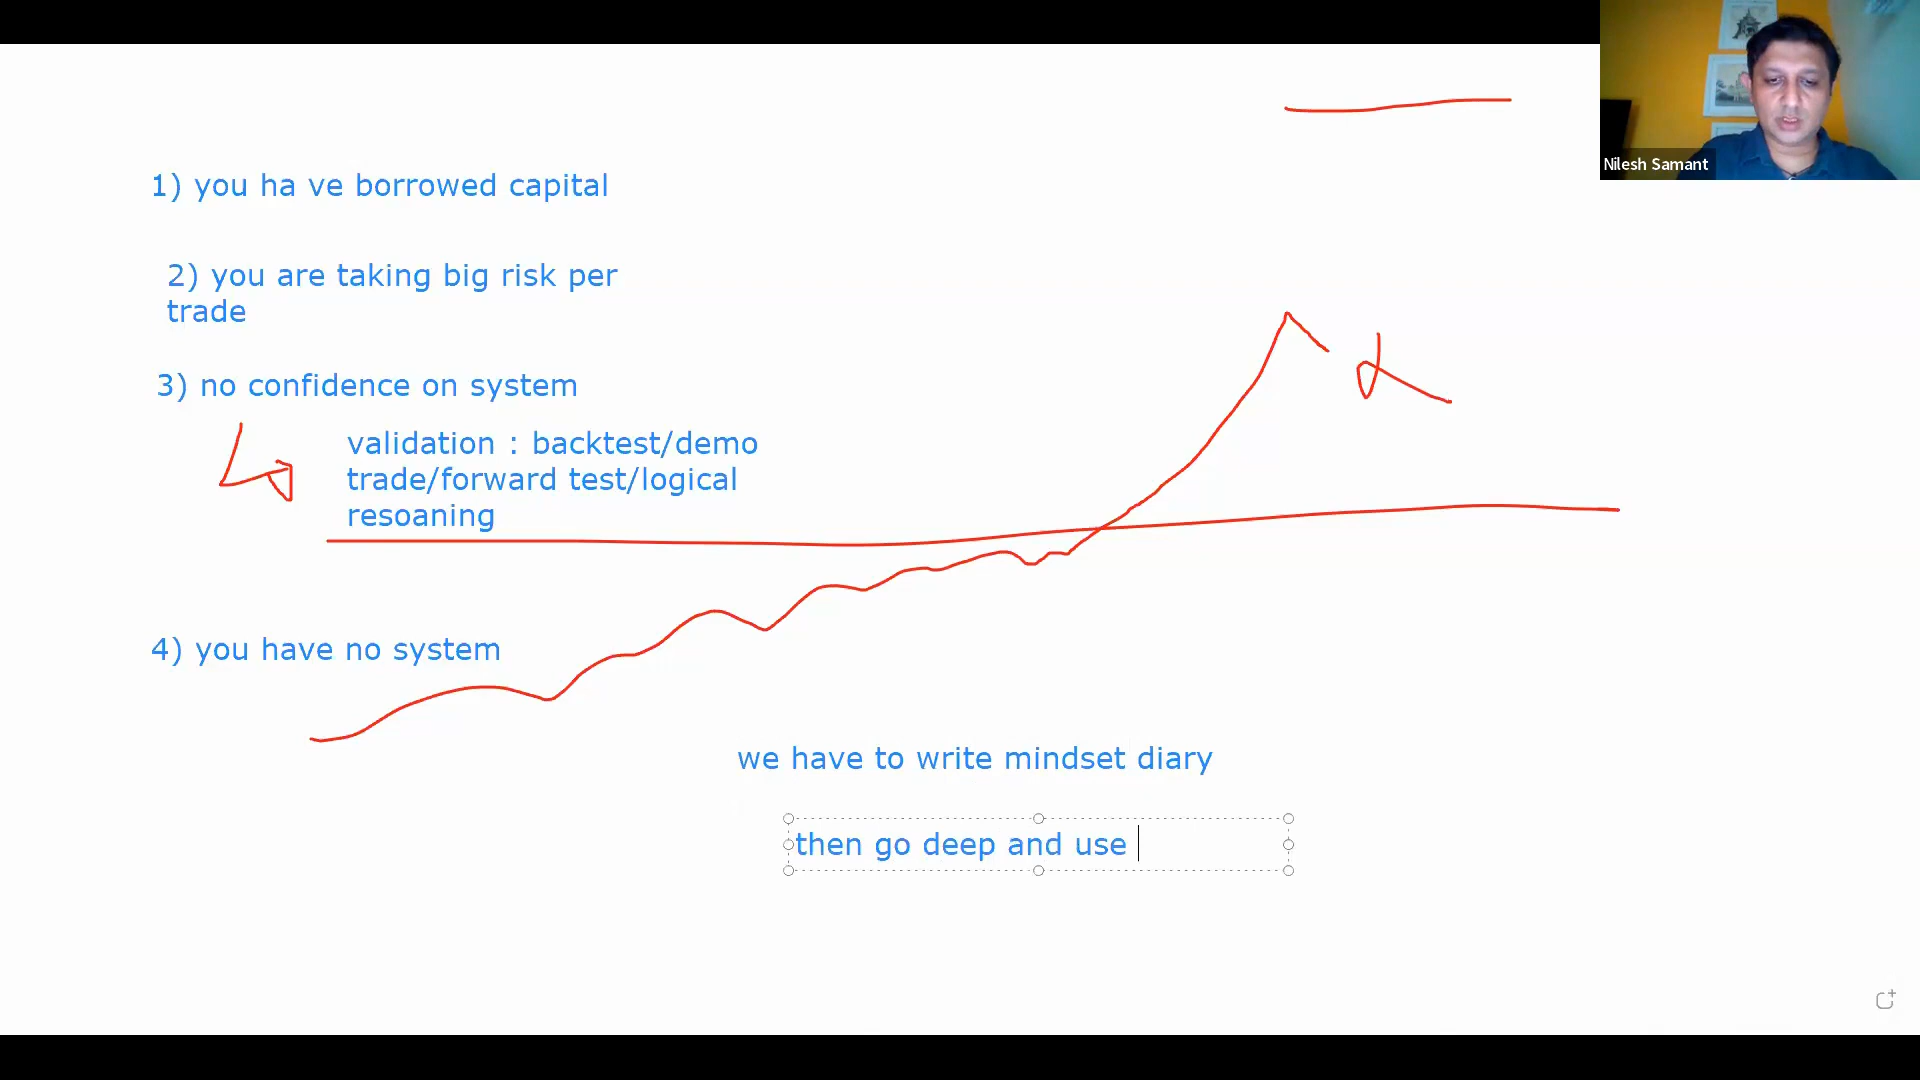 Nilesh Samant
1) you ha ve borrowed capital
2) you are taking big risk per
trade
3) no confidence on system
validation : backtest/demo
trade/forward test/logical
resoaning
4) you have no system
we have to write mindset diary
then go deep and use